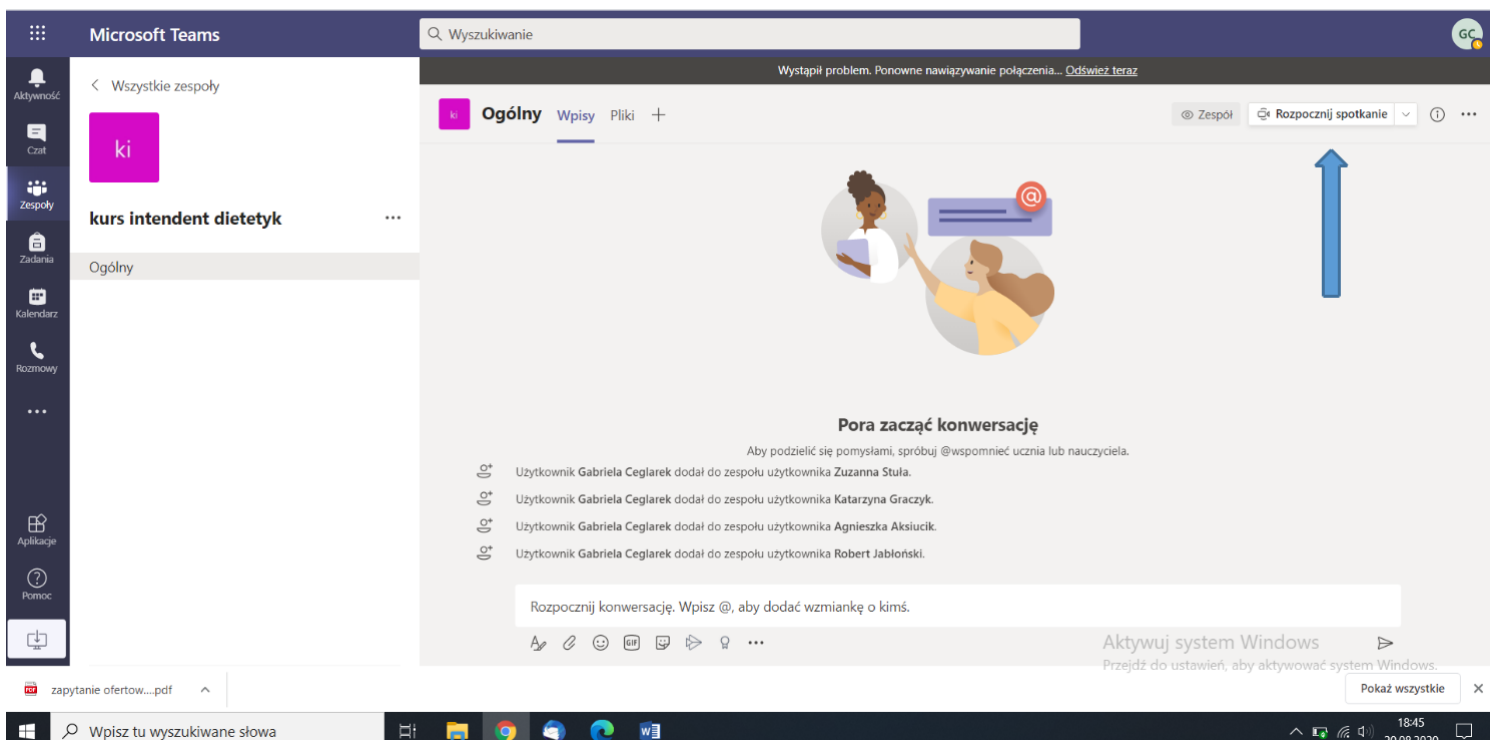 Microsoft Teams
Wyszukiwanie
GC
Wystąpił problem. Ponowne nawiązywanie połączenia... Odśwież teraz
Aktywność
Czat
Zespoły
Zadania
Kalendarz
Rozmowy
Aplikacje
Pomoc
Wszystkie zespoły
ki
kurs intendent dietetyk
Ogólny
ki
Ogólny Wpisy Pliki
Zespół
Rozpocznij spotkanie
@
Pora zacząć konwersację
Aby podzielić się pomysłami, spróbuj @wspomnieć ucznia lub nauczyciela.
Użytkownik Gabriela Ceglarek dodał do zespołu użytkownika Zuzanna Stuła.
Użytkownik Gabriela Ceglarek dodał do zespołu użytkownika Katarzyna Graczyk.
Użytkownik Gabriela Ceglarek dodał do zespołu użytkownika Agnieszka Aksiucik.
Użytkownik Gabriela Ceglarek dodał do zespołu użytkownika Robert Jabłoński.
Rozpocznij konwersację. Wpisz @, aby dodać wzmiankę o kimś.
GIF
Aktywuj system Windows
Przejdź do ustawień, aby aktywować system Windows.
PDF
zapytanie ofertow....pdf
Pokaż wszystkie
Wpisz tu wyszukiwane słowa
18:45
20.08.2020